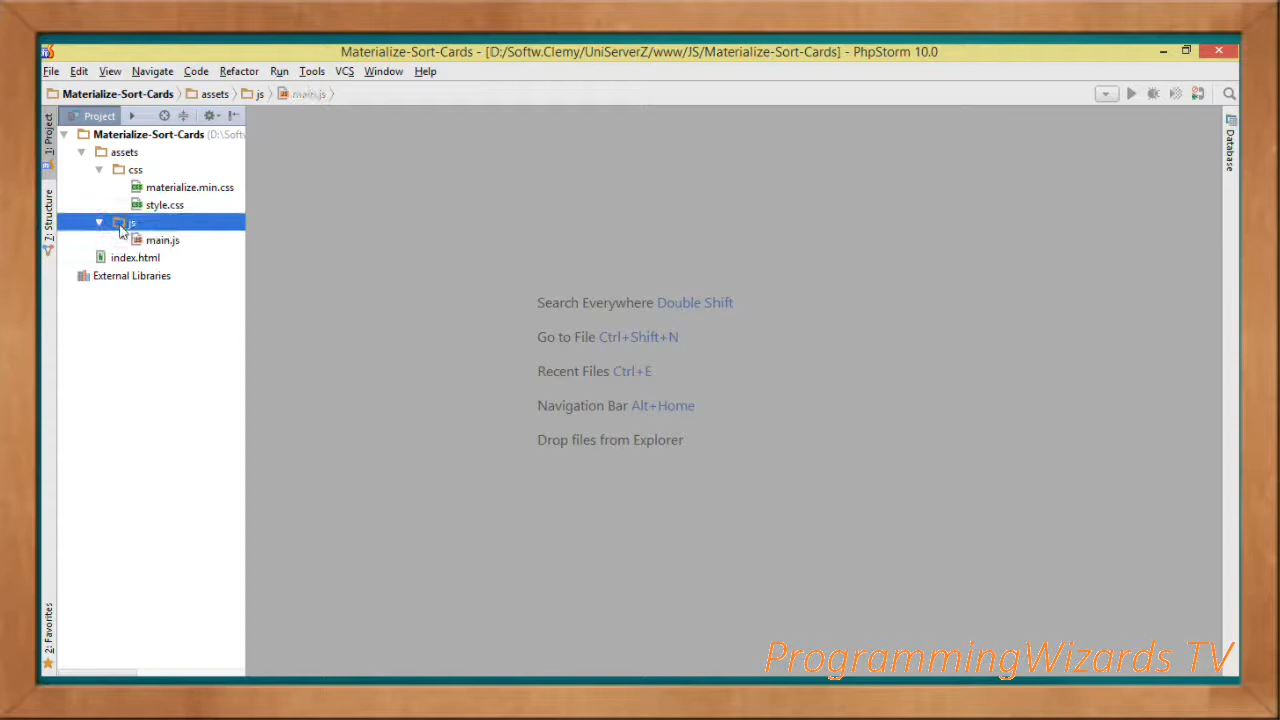 Materialize-Sort-Cards - [D:/Softw.Clemy/UniServerZ/www/JS/Materialize-Sort-Cards] - PhpStorm 10.0
File Edit View Navigate Code Refactor Run Tools VCS Window Help
Materialize-Sort-Cards assets js main.js
Project
Materialize-Sort-Cards (D:\Softw
assets
css
materialize.min.css
style.css
js
main.js
index.html
External Libraries
1: Project
7: Structure
2: Favorites
Search Everywhere Double Shift
Go to File Ctrl+Shift+N
Recent Files Ctrl+E
Navigation Bar Alt+Home
Drop files from Explorer
Database
ProgrammingWizards TV